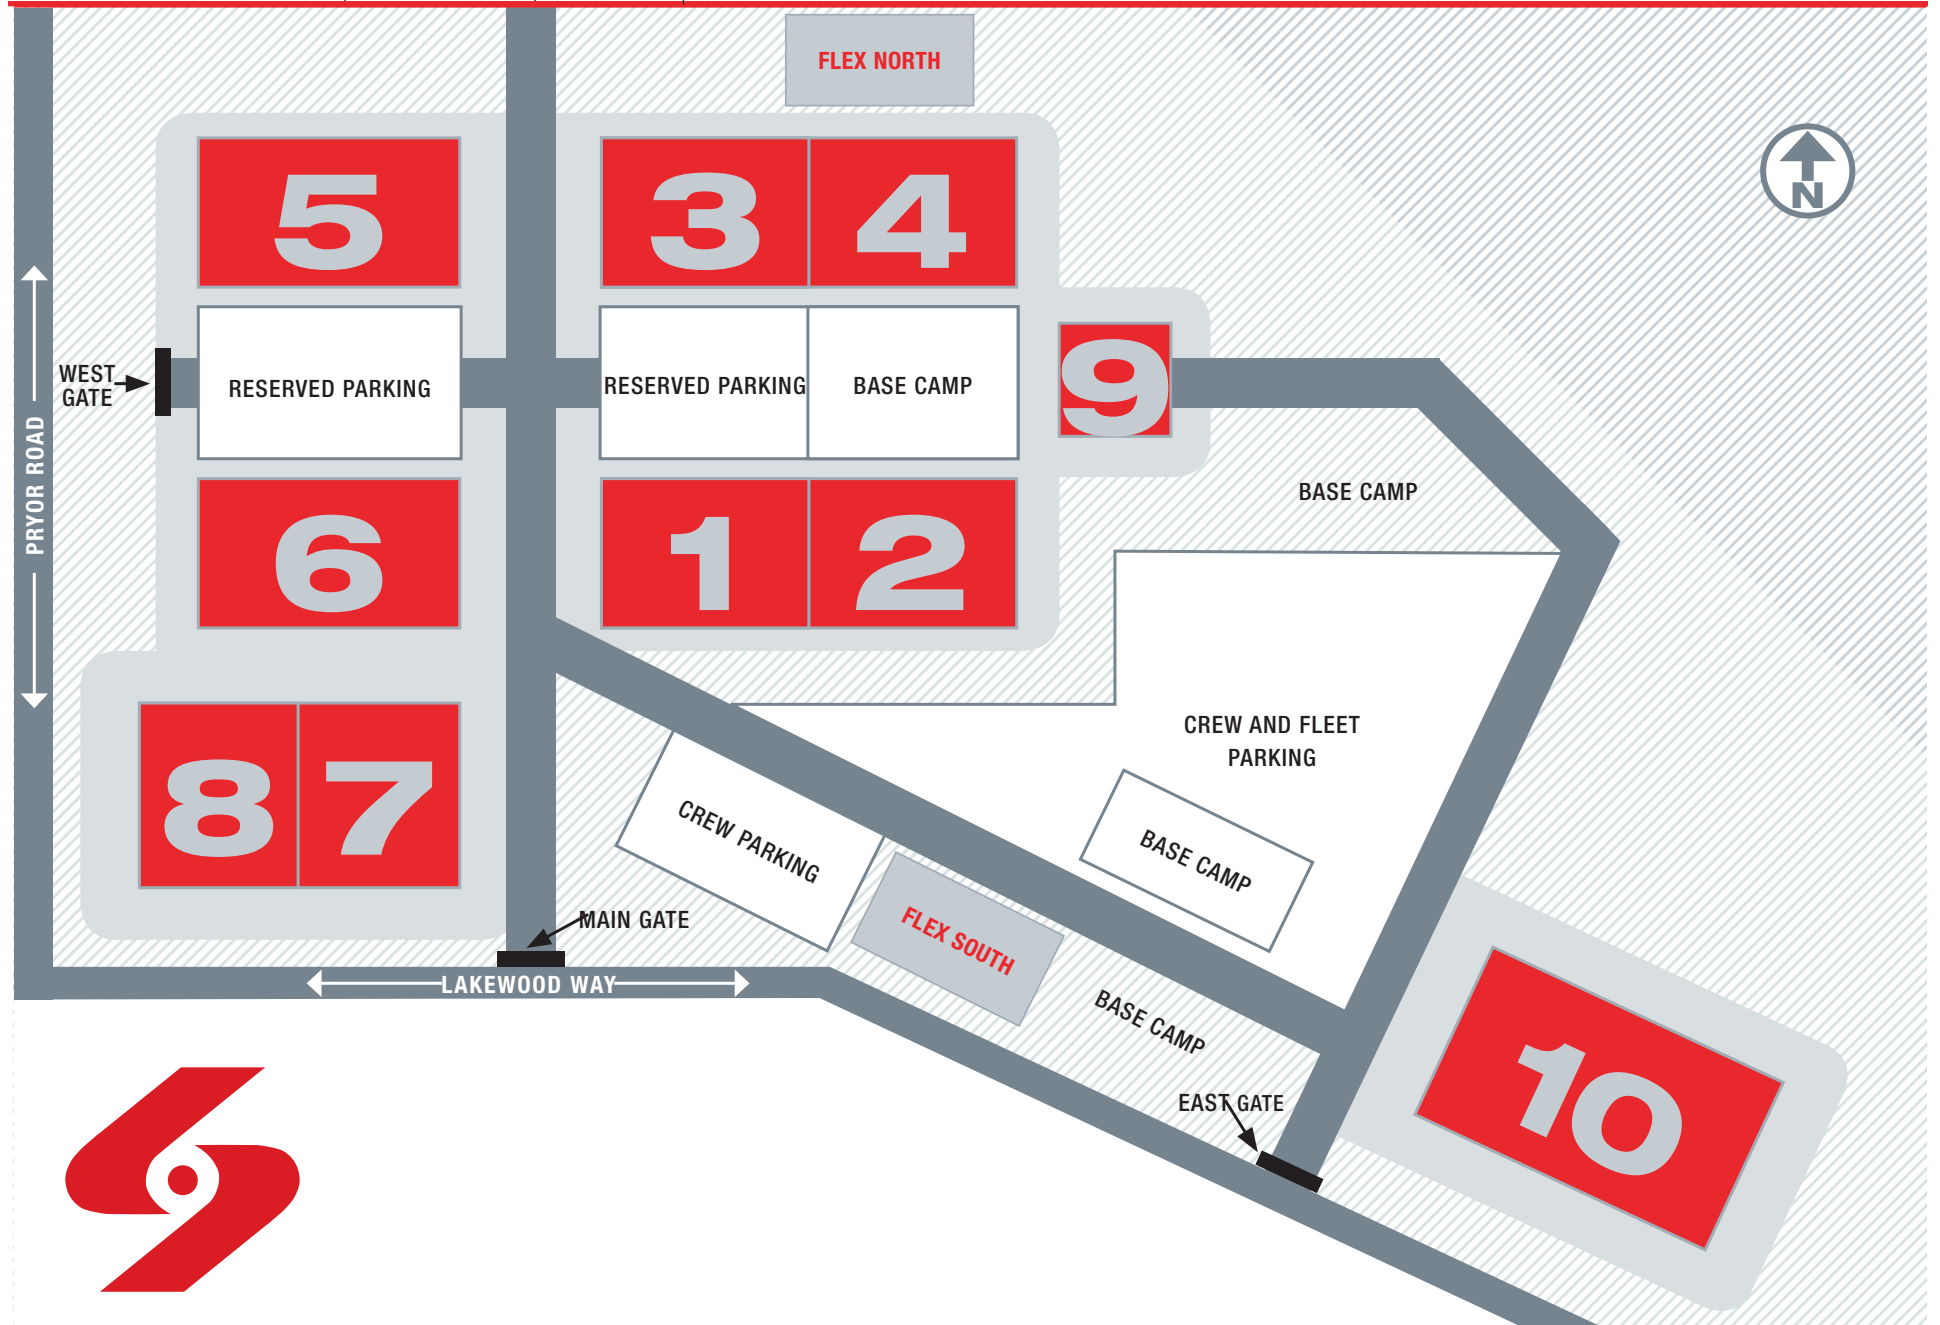 FLEX NORTH
5
3
4
N
WEST
GATE
RESERVED PARKING
RESERVED PARKING
BASE CAMP
9
PRYOR ROAD
BASE CAMP
6
1
2
CREW AND FLEET
PARKING
8
7
CREW PARKING
BASE CAMP
MAIN GATE
FLEX SOUTH
LAKEWOOD WAY
BASE CAMP
EAST GATE
10